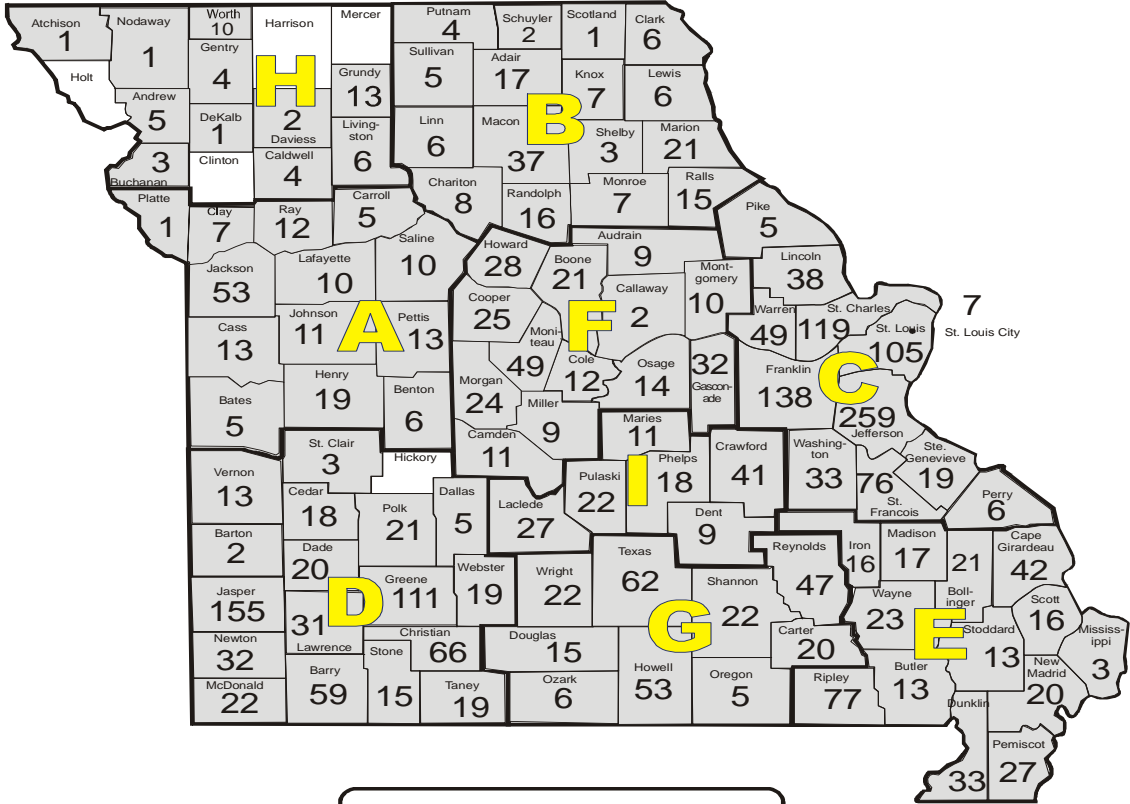 Atchison
1
Nodaway
1
Worth
10
Harrison
Mercer
Putnam
4
Schuyler
2
Scotland
1
Clark
6
Holt
Gentry
4
H
Grundy
13
Sullivan
5
Adair
17
Knox
7
Lewis
6
Andrew
5
DeKalb
1
2
Daviess
Living-
ston
6
Linn
6
Macon
37
B
Shelby
3
Marion
21
3
Buchanan
Clinton
Caldwell
4
Chariton
8
Randolph
16
Monroe
7
Ralls
15
Platte
1
Clay
7
Ray
12
Carroll
5
Pike
5
Saline
10
Howard
28
Boone
21
Audrain
9
Lincoln
38
Jackson
53
Lafayette
10
Cooper
25
Callaway
2
Mont-
gomery
10
Warren
49
St. Charles
119
St. Louis
105
7
St. Louis City
Cass
13
Johnson
11
A
Pettis
13
Moni-
teau
49
F
Cole
12
Osage
14
32
Gascon-
ade
Franklin
138
C
259
Jefferson
Bates
5
Henry
19
Benton
6
Morgan
24
Miller
9
Camden
11
Maries
11
Phelps
18
Crawford
41
Washing-
ton
33
76
St.
Francois
Ste.
Genevieve
19
Perry
6
Vernon
13
St. Clair
3
Hickory
Cedar
18
Polk
21
Dallas
5
Laclede
27
Pulaski
22
I
Dent
9
Barton
2
Dade
20
Webster
19
Wright
22
Texas
62
Shannon
22
Reynolds
47
Iron
16
Madison
17
21
Boll-
inger
Cape
Girardeau
42
Jasper
155
31
Lawrence
D
Greene
111
G
Carter
20
Wayne
23
E
Stoddard
13
Scott
16
Mississ-
ippi
3
Newton
32
Christian
66
Stone
15
Douglas
15
Howell
53
Butler
13
New
Madrid
20
McDonald
22
Barry
59
Taney
19
Ozark
6
Oregon
5
Ripley
77
Dunklin
33
Pemiscot
27